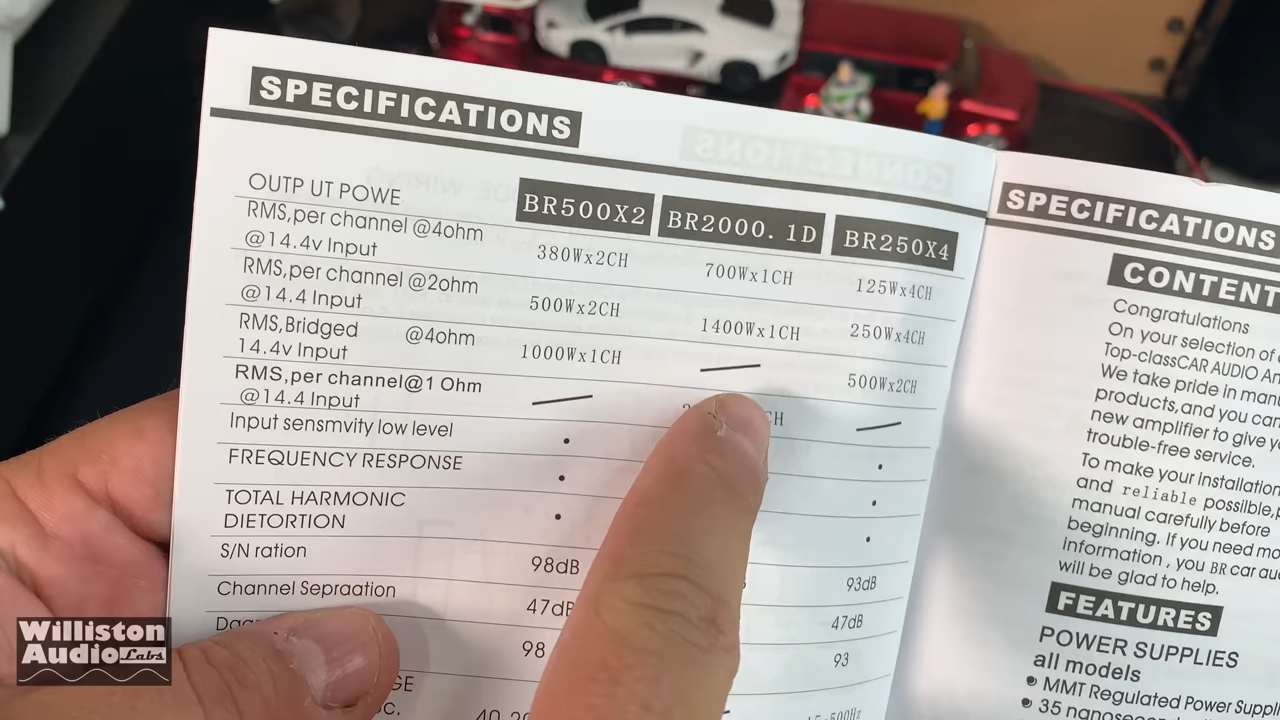 SPECIFICATIONS
OUTP UT POWE BR500X2 BR2000. 1D BR250X4
RMS,per channel @4ohm
@14.4v Input 380Wx2CH 700Wx1CH 125Wx4CH
RMS,per channel @2ohm
@14.4 Input 500Wx2CH 1400Wx1CH 250Wx4CH
RMS,Bridged @4ohm
14.4v Input 1000Wx1CH — 500Wx2CH
RMS,per channel@1 Ohm
@14.4 Input — CH —
Input sensmvity low level • •
FREQUENCY RESPONSE • •
TOTAL HARMONIC
DIETORTION • •
S/N ration 98dB 93dB
Channel Sepraation 47dB 47dB
98 93
SPECIFICATIONS
CONTENT
Congratulations
On your selection of
Top-classCAR AUDIO
We take pride in
products,and you can
new amplifier to give
trouble-free service.
To make your installation
and reliable possible,
manual carefully before
beginning. If you need
information , you BR car
will be glad to help.
FEATURES
POWER SUPPLIES
all models
• MMT Regulated Power
• 35
Williston
Audio Labs